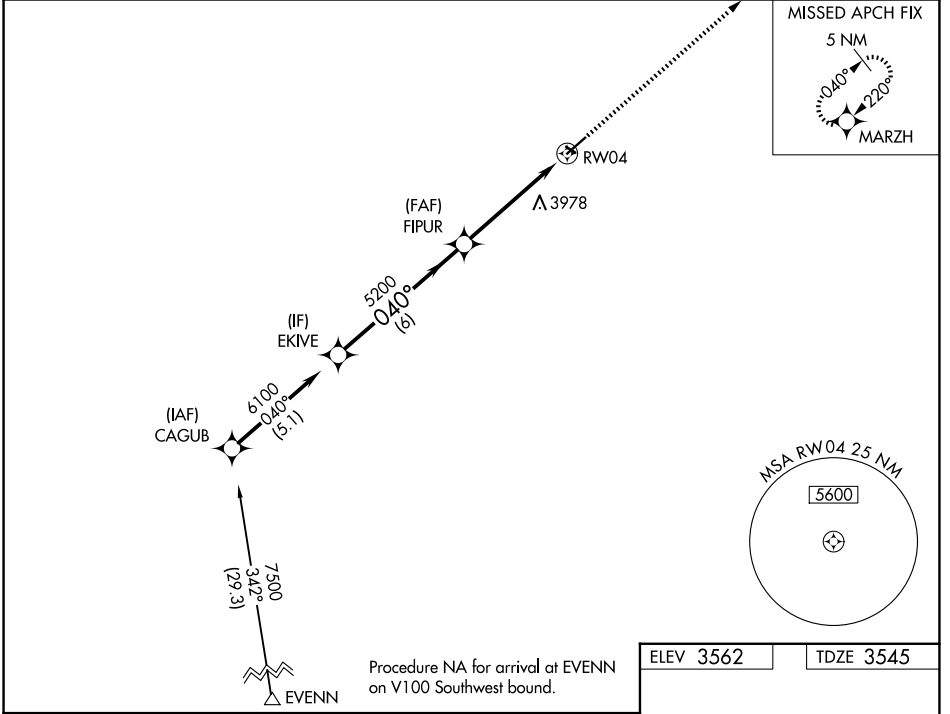 MISSED APCH FIX
5 NM
040°
220°
MARZH
RW04
3978
(FAF)
FIPUR
5200
040°
(6)
(IF)
EKIVE
6100
040°
(5.1)
(IAF)
CAGUB
MSA RW04 25 NM
5600
7500
342°
(29.3)
EVENN
Procedure NA for arrival at EVENN
on V100 Southwest bound.
ELEV 3562
TDZE 3545